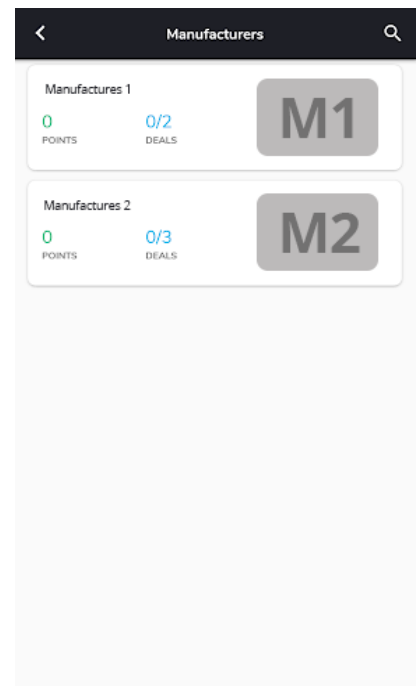 Manufacturers
Manufactures 1
0 0/2
POINTS DEALS
M1
Manufactures 2
0 0/3
POINTS DEALS
M2